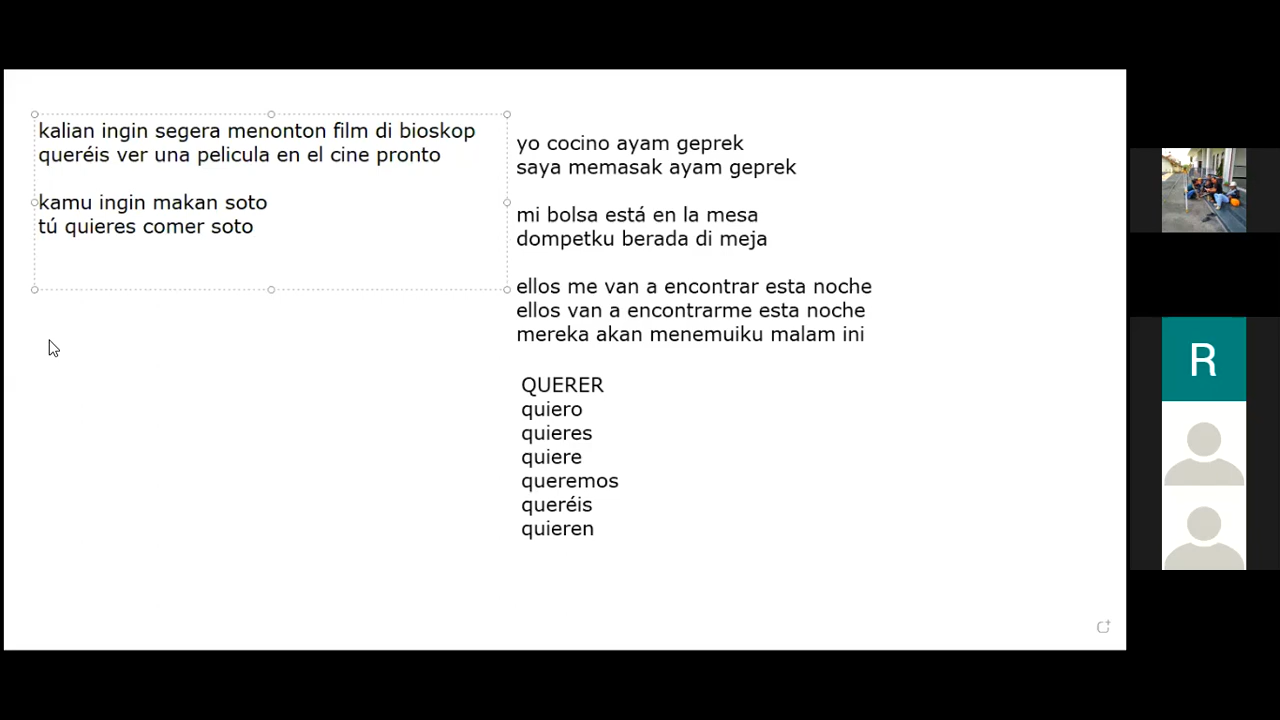 kalian ingin segera menonton film di bioskop
queréis ver una pelicula en el cine pronto
kamu ingin makan soto
tú quieres comer soto
yo cocino ayam geprek
saya memasak ayam geprek
mi bolsa está en la mesa
dompetku berada di meja
ellos me van a encontrar esta noche
ellos van a encontrarme esta noche
mereka akan menemuiku malam ini
QUERER
quiero
quieres
quiere
queremos
queréis
quieren
R